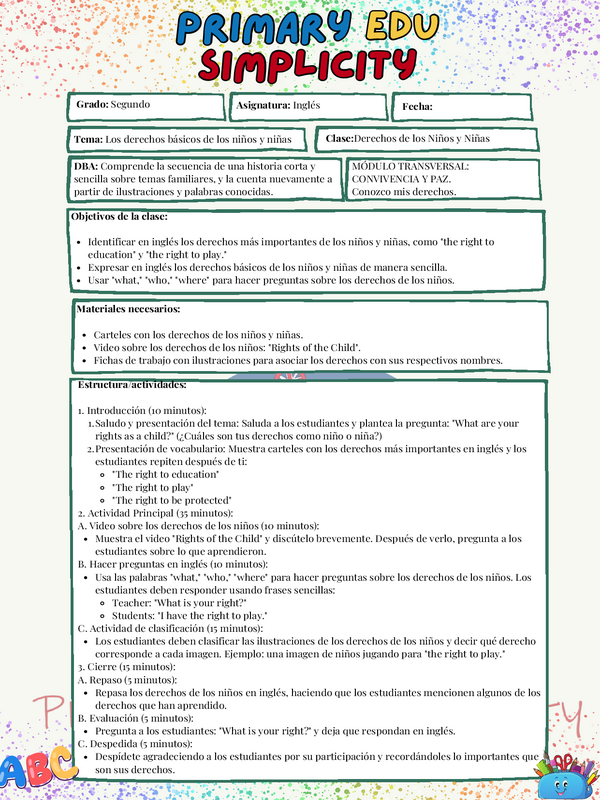 PRIMARY EDU
SIMPLICITY
Grado: Segundo
Asignatura: Inglés
Fecha:
Tema: Los derechos básicos de los niños y niñas
Clase:Derechos de los Niños y Niñas
DBA: Comprende la secuencia de una historia corta y
sencilla sobre temas familiares, y la cuenta nuevamente a
partir de ilustraciones y palabras conocidas.
MÓDULO TRANSVERSAL:
CONVIVENCIA Y PAZ.
Conozco mis derechos.
Objetivos de la clase:
• Identificar en inglés los derechos más importantes de los niños y niñas, como "the right to
education" y "the right to play."
• Expresar en inglés los derechos básicos de los niños y niñas de manera sencilla.
• Usar "what," "who," "where" para hacer preguntas sobre los derechos de los niños.
Materiales necesarios:
• Carteles con los derechos de los niños y niñas.
• Video sobre los derechos de los niños: "Rights of the Child".
• Fichas de trabajo con ilustraciones para asociar los derechos con sus respectivos nombres.
Estructura/actividades:
1. Introducción (10 minutos):
1. Saludo y presentación del tema: Saluda a los estudiantes y plantea la pregunta: "What are your
rights as a child?" (¿Cuáles son tus derechos como niño o niña?)
2. Presentación de vocabulario: Muestra carteles con los derechos más importantes en inglés y los
estudiantes repiten después de ti:
○ "The right to education"
○ "The right to play"
○ "The right to be protected"
2. Actividad Principal (35 minutos):
A. Video sobre los derechos de los niños (10 minutos):
• Muestra el video "Rights of the Child" y discútelo brevemente. Después de verlo, pregunta a los
estudiantes sobre lo que aprendieron.
B. Hacer preguntas en inglés (10 minutos):
• Usa las palabras "what," "who," "where" para hacer preguntas sobre los derechos de los niños. Los
estudiantes deben responder usando frases sencillas:
○ Teacher: "What is your right?"
○ Students: "I have the right to play."
C. Actividad de clasificación (15 minutos):
• Los estudiantes deben clasificar las ilustraciones de los derechos de los niños y decir qué derecho
corresponde a cada imagen. Ejemplo: una imagen de niños jugando para "the right to play."
3. Cierre (15 minutos):
A. Repaso (5 minutos):
• Repasa los derechos de los niños en inglés, haciendo que los estudiantes mencionen algunos de los
derechos que han aprendido.
B. Evaluación (5 minutos):
• Pregunta a los estudiantes: "What is your right?" y deja que respondan en inglés.
C. Despedida (5 minutos):
• Despídete agradeciendo a los estudiantes por su participación y recordándoles lo importantes que
son sus derechos.
ABC